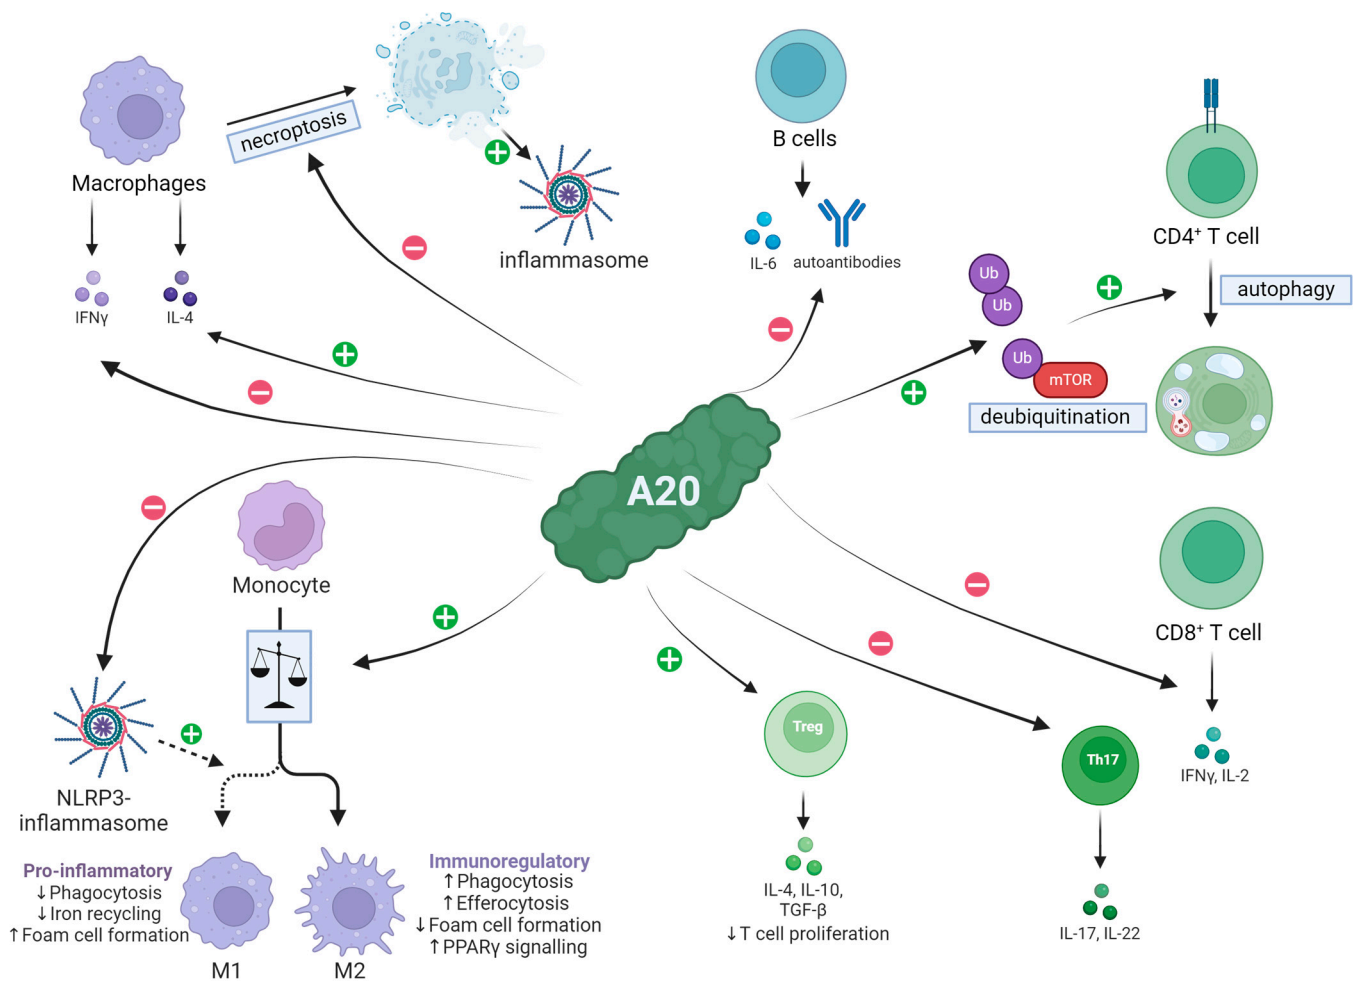 necroptosis
Macrophages
IFNγ
IL-4
inflammasome
B cells
IL-6
autoantibodies
CD4⁺ T cell
autophagy
Ub
Ub
Ub
mTOR
deubiquitination
A20
Monocyte
CD8⁺ T cell
IFNγ, IL-2
NLRP3-
inflammasome
Pro-inflammatory
↓Phagocytosis
↓Iron recycling
↑Foam cell formation
M1
Immunoregulatory
↑Phagocytosis
↑Efferocytosis
↓Foam cell formation
↑PPARγ signalling
M2
Treg
IL-4, IL-10,
TGF-β
↓T cell proliferation
Th17
IL-17, IL-22